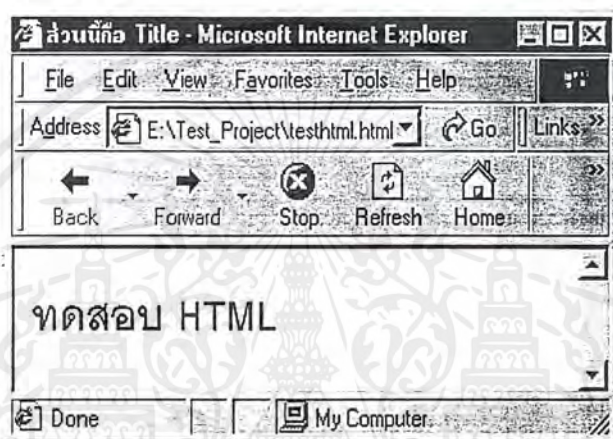 ส่วนนี้คือ Title - Microsoft Internet Explorer
File Edit View Favorites Tools Help
Address E:\Test_Project\testhtml.html Go Links »
Back Forward Stop Refresh Home »
ทดสอบ HTML
Done My Computer